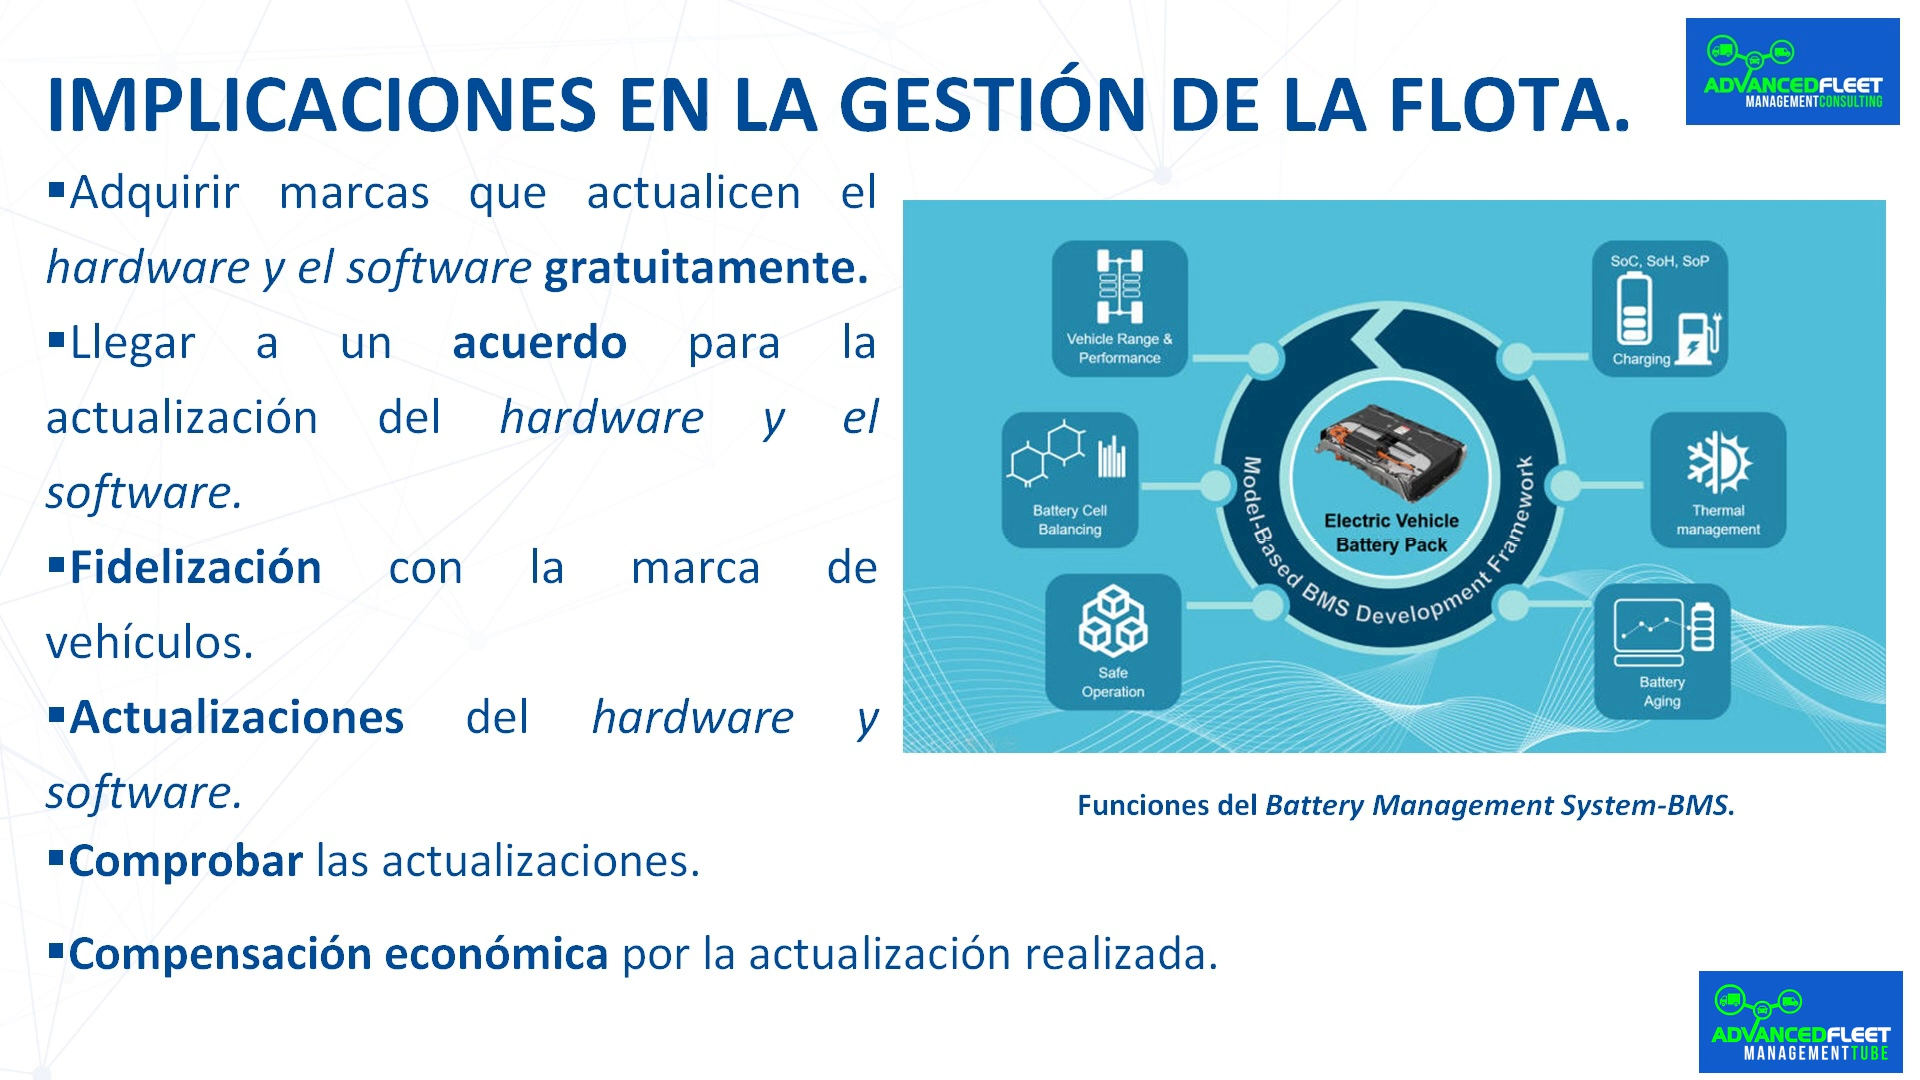 IMPLICACIONES EN LA GESTIÓN DE LA FLOTA.
ADVANCEDFLEET
MANAGEMENTCONSULTING
▪Adquirir marcas que actualicen el
hardware y el software gratuitamente.
▪Llegar a un acuerdo para la
actualización del hardware y el
software.
▪Fidelización con la marca de
vehículos.
▪Actualizaciones del hardware y
software.
▪Comprobar las actualizaciones.
▪Compensación económica por la actualización realizada.
Vehicle Range &
Performance
SoC, SoH, SoP
Charging
Battery Cell
Balancing
Thermal
management
Safe
Operation
Battery
Aging
Electric Vehicle
Battery Pack
Model-Based BMS Development Framework
Funciones del Battery Management System-BMS.
ADVANCEDFLEET
MANAGEMENTTUBE